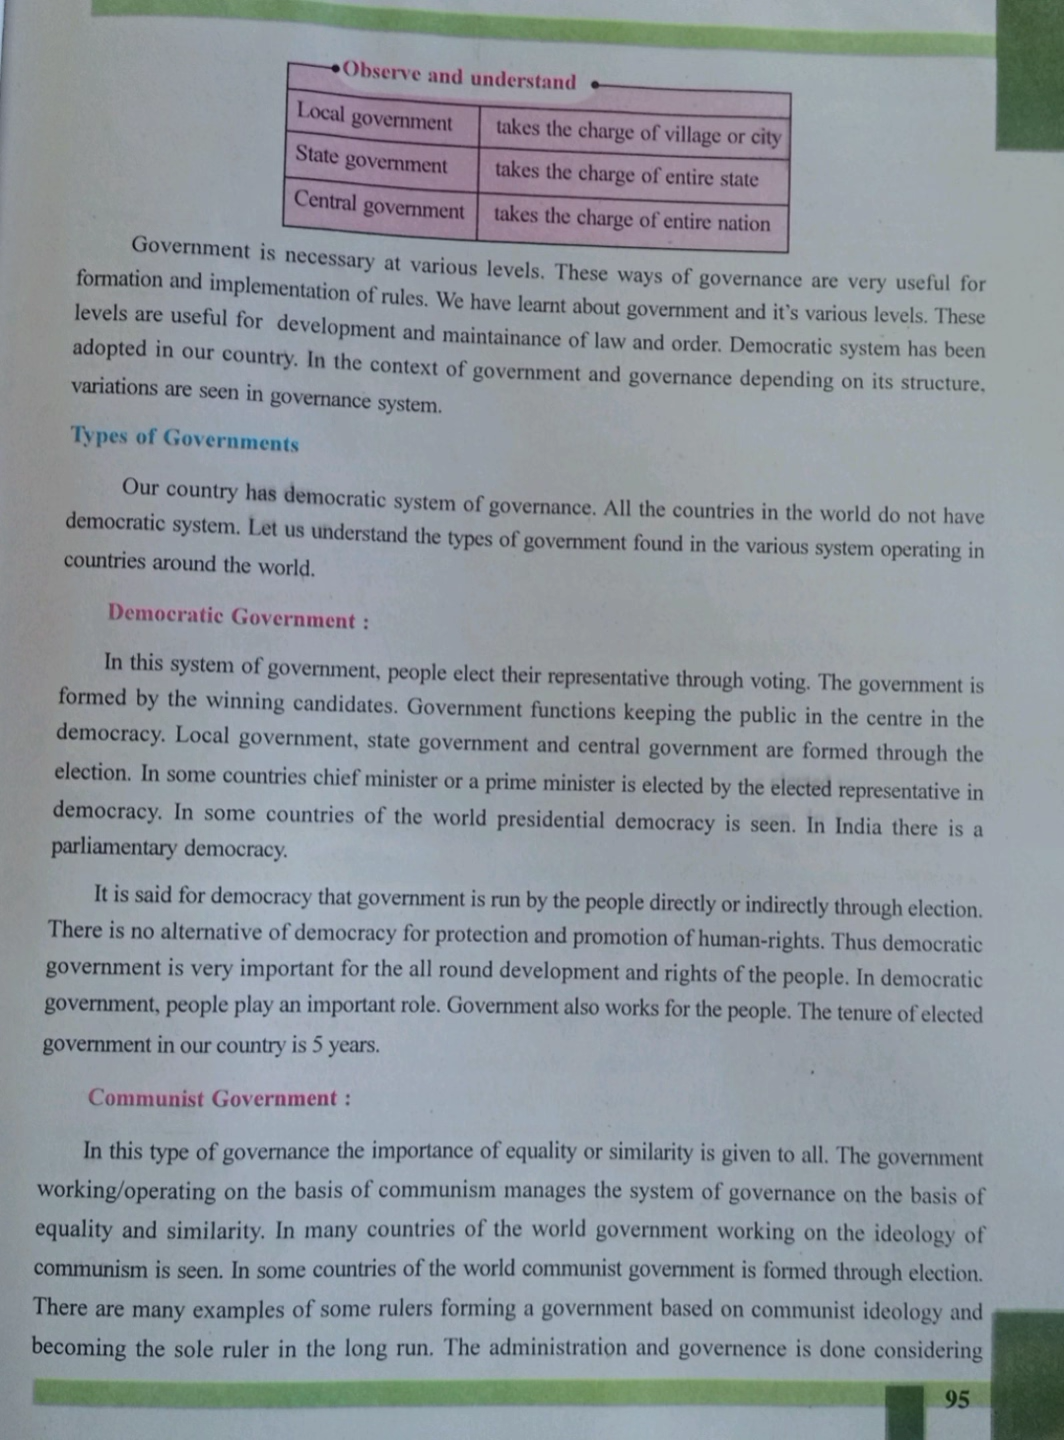 Observe and understand
Local government takes the charge of village or city
State government takes the charge of entire state
Central government takes the charge of entire nation
Government is necessary at various levels. These ways of governance are very useful for
formation and implementation of rules. We have learnt about government and it's various levels. These
levels are useful for development and maintainance of law and order. Democratic system has been
adopted in our country. In the context of government and governance depending on its structure,
variations are seen in governance system.
Types of Governments
Our country has democratic system of governance. All the countries in the world do not have
democratic system. Let us understand the types of government found in the various system operating in
countries around the world.
Democratic Government :
In this system of government, people elect their representative through voting. The government is
formed by the winning candidates. Government functions keeping the public in the centre in the
democracy. Local government, state government and central government are formed through the
election. In some countries chief minister or a prime minister is elected by the elected representative in
democracy. In some countries of the world presidential democracy is seen. In India there is a
parliamentary democracy.
It is said for democracy that government is run by the people directly or indirectly through election.
There is no alternative of democracy for protection and promotion of human-rights. Thus democratic
government is very important for the all round development and rights of the people. In democratic
government, people play an important role. Government also works for the people. The tenure of elected
government in our country is 5 years.
Communist Government :
In this type of governance the importance of equality or similarity is given to all. The government
working/operating on the basis of communism manages the system of governance on the basis of
equality and similarity. In many countries of the world government working on the ideology of
communism is seen. In some countries of the world communist government is formed through election.
There are many examples of some rulers forming a government based on communist ideology and
becoming the sole ruler in the long run. The administration and governence is done considering
95